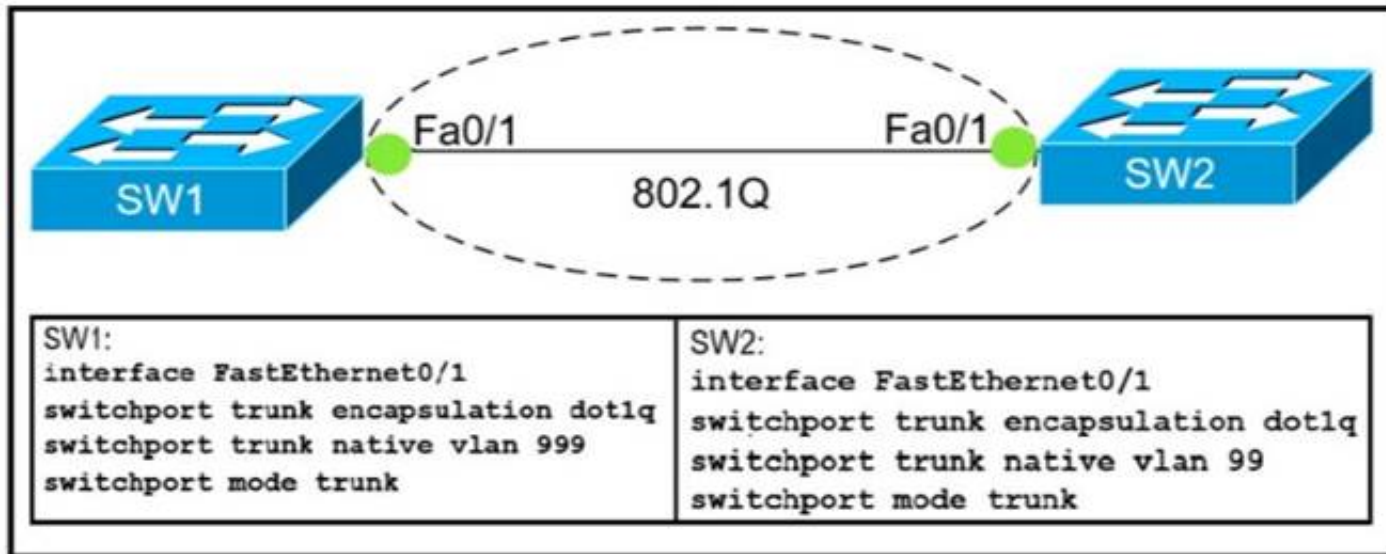 SW1
Fa0/1
Fa0/1
802.1Q
SW2
SW1:
interface FastEthernet0/1
switchport trunk encapsulation dot1q
switchport trunk native vlan 999
switchport mode trunk
SW2:
interface FastEthernet0/1
switchport trunk encapsulation dot1q
switchport trunk native vlan 99
switchport mode trunk